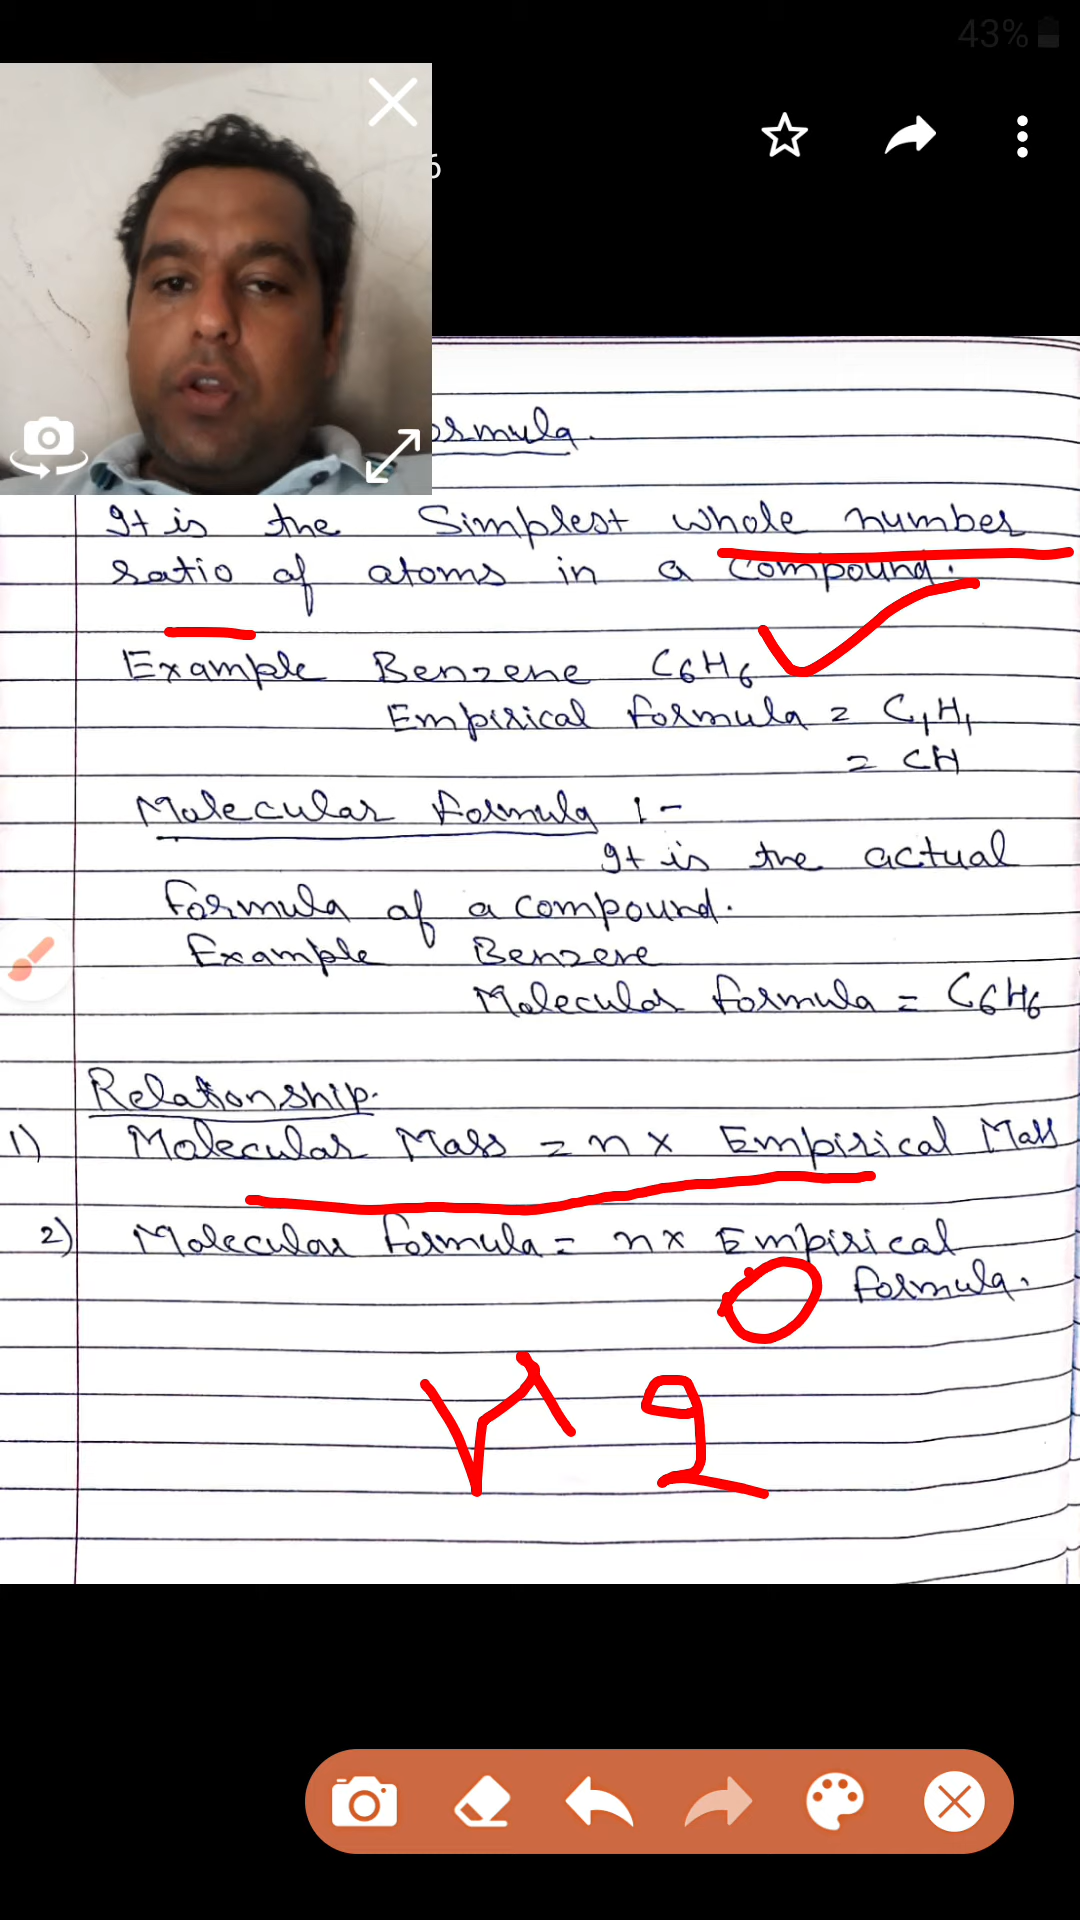 43%
6
ormula.
It is the Simplest whole number
ratio of atoms in a compound.
Example Benzene C6H6
Empirical formula = C1H1
= CH
Molecular Formula :-
It is the actual
formula of a compound.
Example Benzene
Molecular formula = C6H6
Relationship.
1) Molecular Mass = n x Empirical Mass
2) Molecular formula = n x Empirical
formula.